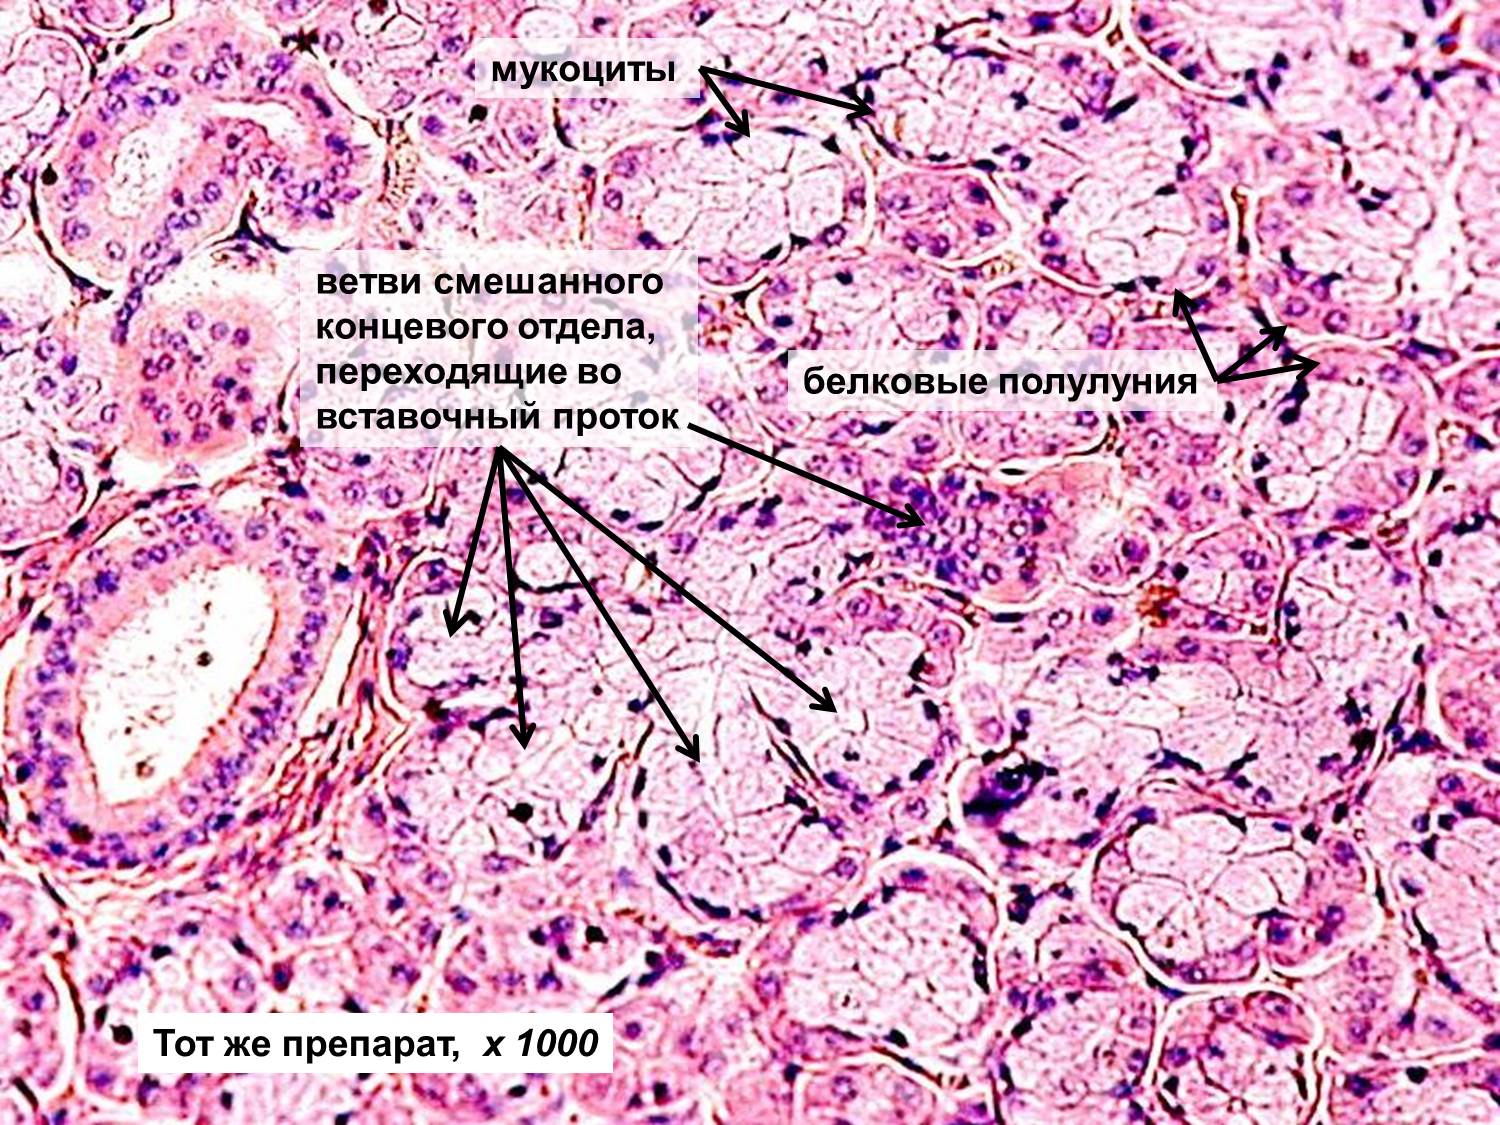 мукоциты
ветви смешанного
концевого отдела,
переходящие во
вставочный проток
белковые полулуния
Тот же препарат, х 1000